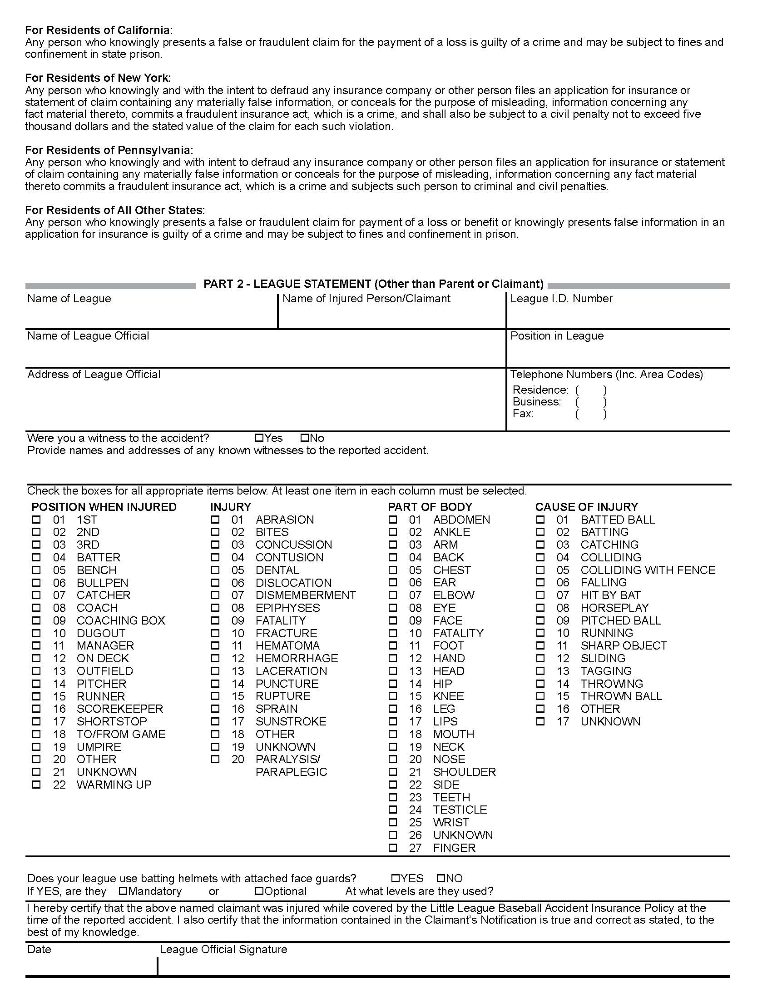 For Residents of California:
Any person who knowingly presents a false or fraudulent claim for the payment of a loss is guilty of a crime and may be subject to fines and
confinement in state prison.
For Residents of New York:
Any person who knowingly and with the intent to defraud any insurance company or other person files an application for insurance or
statement of claim containing any materially false information, or conceals for the purpose of misleading, information concerning any
fact material thereto, commits a fraudulent insurance act, which is a crime, and shall also be subject to a civil penalty not to exceed five
thousand dollars and the stated value of the claim for each such violation.
For Residents of Pennsylvania:
Any person who knowingly and with intent to defraud any insurance company or other person files an application for insurance or statement
of claim containing any materially false information or conceals for the purpose of misleading, information concerning any fact material
thereto commits a fraudulent insurance act, which is a crime and subjects such person to criminal and civil penalties.
For Residents of All Other States:
Any person who knowingly presents a false or fraudulent claim for payment of a loss or benefit or knowingly presents false information in an
application for insurance is guilty of a crime and may be subject to fines and confinement in prison.
PART 2 - LEAGUE STATEMENT (Other than Parent or Claimant)
Name of League
Name of Injured Person/Claimant
League I.D. Number
Name of League Official
Position in League
Address of League Official
Telephone Numbers (Inc. Area Codes)
Residence: ( )
Business: ( )
Fax: ( )
Were you a witness to the accident? ☐Yes ☐No
Provide names and addresses of any known witnesses to the reported accident.
Check the boxes for all appropriate items below. At least one item in each column must be selected.
POSITION WHEN INJURED
☐ 01 1ST
☐ 02 2ND
☐ 03 3RD
☐ 04 BATTER
☐ 05 BENCH
☐ 06 BULLPEN
☐ 07 CATCHER
☐ 08 COACH
☐ 09 COACHING BOX
☐ 10 DUGOUT
☐ 11 MANAGER
☐ 12 ON DECK
☐ 13 OUTFIELD
☐ 14 PITCHER
☐ 15 RUNNER
☐ 16 SCOREKEEPER
☐ 17 SHORTSTOP
☐ 18 TO/FROM GAME
☐ 19 UMPIRE
☐ 20 OTHER
☐ 21 UNKNOWN
☐ 22 WARMING UP
INJURY
☐ 01 ABRASION
☐ 02 BITES
☐ 03 CONCUSSION
☐ 04 CONTUSION
☐ 05 DENTAL
☐ 06 DISLOCATION
☐ 07 DISMEMBERMENT
☐ 08 EPIPHYSES
☐ 09 FATALITY
☐ 10 FRACTURE
☐ 11 HEMATOMA
☐ 12 HEMORRHAGE
☐ 13 LACERATION
☐ 14 PUNCTURE
☐ 15 RUPTURE
☐ 16 SPRAIN
☐ 17 SUNSTROKE
☐ 18 OTHER
☐ 19 UNKNOWN
☐ 20 PARALYSIS/
PARAPLEGIC
PART OF BODY
☐ 01 ABDOMEN
☐ 02 ANKLE
☐ 03 ARM
☐ 04 BACK
☐ 05 CHEST
☐ 06 EAR
☐ 07 ELBOW
☐ 08 EYE
☐ 09 FACE
☐ 10 FATALITY
☐ 11 FOOT
☐ 12 HAND
☐ 13 HEAD
☐ 14 HIP
☐ 15 KNEE
☐ 16 LEG
☐ 17 LIPS
☐ 18 MOUTH
☐ 19 NECK
☐ 20 NOSE
☐ 21 SHOULDER
☐ 22 SIDE
☐ 23 TEETH
☐ 24 TESTICLE
☐ 25 WRIST
☐ 26 UNKNOWN
☐ 27 FINGER
CAUSE OF INJURY
☐ 01 BATTED BALL
☐ 02 BATTING
☐ 03 CATCHING
☐ 04 COLLIDING
☐ 05 COLLIDING WITH FENCE
☐ 06 FALLING
☐ 07 HIT BY BAT
☐ 08 HORSEPLAY
☐ 09 PITCHED BALL
☐ 10 RUNNING
☐ 11 SHARP OBJECT
☐ 12 SLIDING
☐ 13 TAGGING
☐ 14 THROWING
☐ 15 THROWN BALL
☐ 16 OTHER
☐ 17 UNKNOWN
Does your league use batting helmets with attached face guards? ☐YES ☐NO
If YES, are they ☐Mandatory or ☐Optional At what levels are they used?
I hereby certify that the above named claimant was injured while covered by the Little League Baseball Accident Insurance Policy at the
time of the reported accident. I also certify that the information contained in the Claimant's Notification is true and correct as stated, to the
best of my knowledge.
Date
League Official Signature